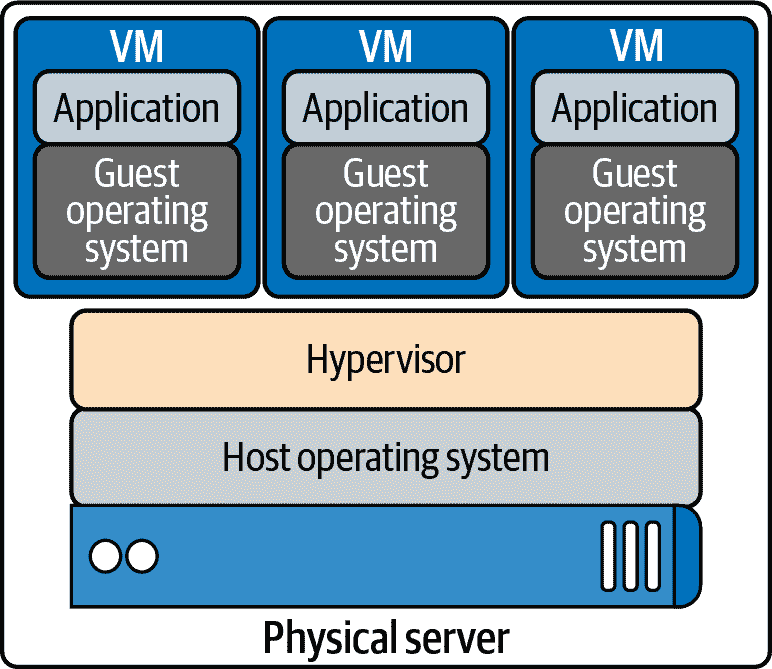 VM
VM
VM
Application
Application
Application
Guest
operating
system
Guest
operating
system
Guest
operating
system
Hypervisor
Host operating system
Physical server